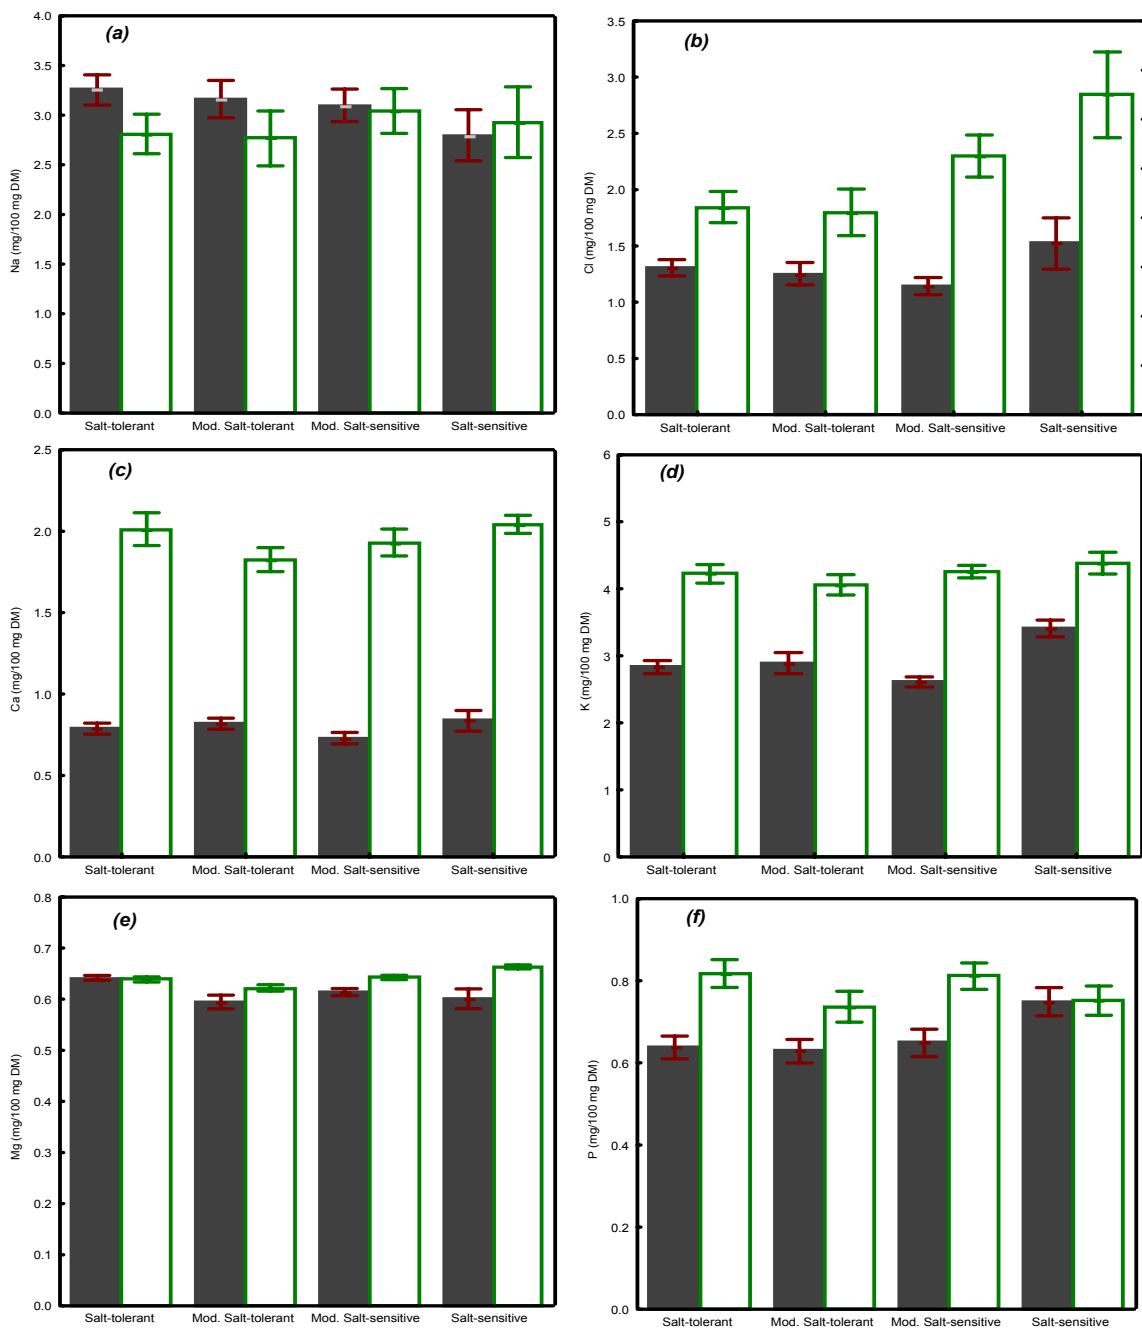 (a)
4.0
3.5
3.0
2.5
2.0
1.5
1.0
0.5
0.0
Na (mg/100 mg DM)
Salt-tolerant Mod. Salt-tolerant Mod. Salt-sensitive Salt-sensitive
(b)
3.5
3.0
2.5
2.0
1.5
1.0
0.5
0.0
Cl (mg/100 mg DM)
Salt-tolerant Mod. Salt-tolerant Mod. Salt-sensitive Salt-sensitive
(c)
2.5
2.0
1.5
1.0
0.5
0.0
Ca (mg/100 mg DM)
Salt-tolerant Mod. Salt-tolerant Mod. Salt-sensitive Salt-sensitive
(d)
6
5
4
3
2
1
0
K (mg/100 mg DM)
Salt-tolerant Mod. Salt-tolerant Mod. Salt-sensitive Salt-sensitive
(e)
0.8
0.7
0.6
0.5
0.4
0.3
0.2
0.1
0.0
Mg (mg/100 mg DM)
Salt-tolerant Mod. Salt-tolerant Mod. Salt-sensitive Salt-sensitive
(f)
1.0
0.8
0.6
0.4
0.2
0.0
P (mg/100 mg DM)
Salt-tolerant Mod. Salt-tolerant Mod. Salt-sensitive Salt-sensitive